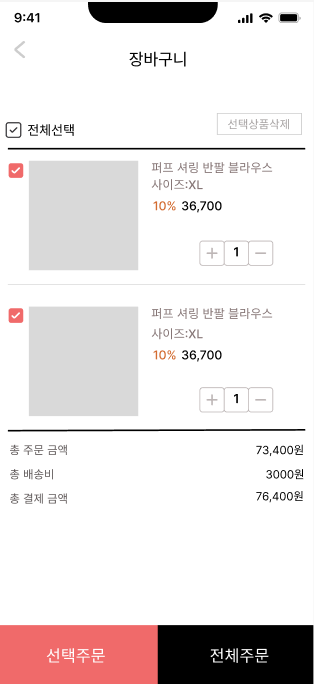 9:41
장바구니
전체선택
선택상품삭제
퍼프 셔링 반팔 블라우스
사이즈:XL
10% 36,700
1
퍼프 셔링 반팔 블라우스
사이즈:XL
10% 36,700
1
총 주문 금액 73,400원
총 배송비 3000원
총 결제 금액 76,400원
선택주문 전체주문